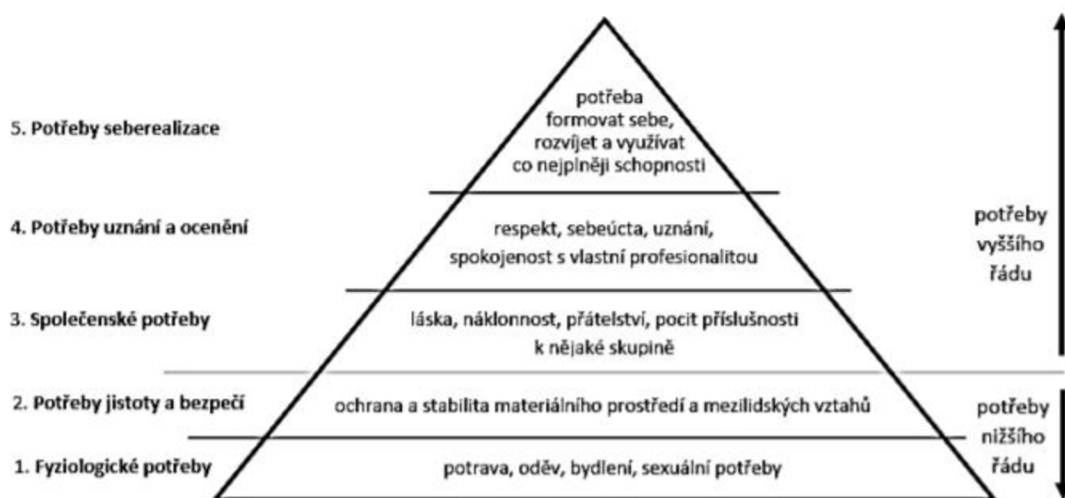 potřeba
formovat sebe,
5. Potřeby seberealizace
rozvíjet a využívat
co nejplněji schopnosti
4. Potřeby uznání a ocenění
respekt, sebeúcta, uznání,
spokojenost s vlastní profesionalitou
potřeby
vyššího
řádu
3. Společenské potřeby
láska, náklonnost, přátelství, pocit příslušnosti
k nějaké skupině
2. Potřeby jistoty a bezpečí
ochrana a stabilita materiálního prostředí a mezilidských vztahů
potřeby
nižšího
řádu
1. Fyziologické potřeby
potrava, oděv, bydlení, sexuální potřeby